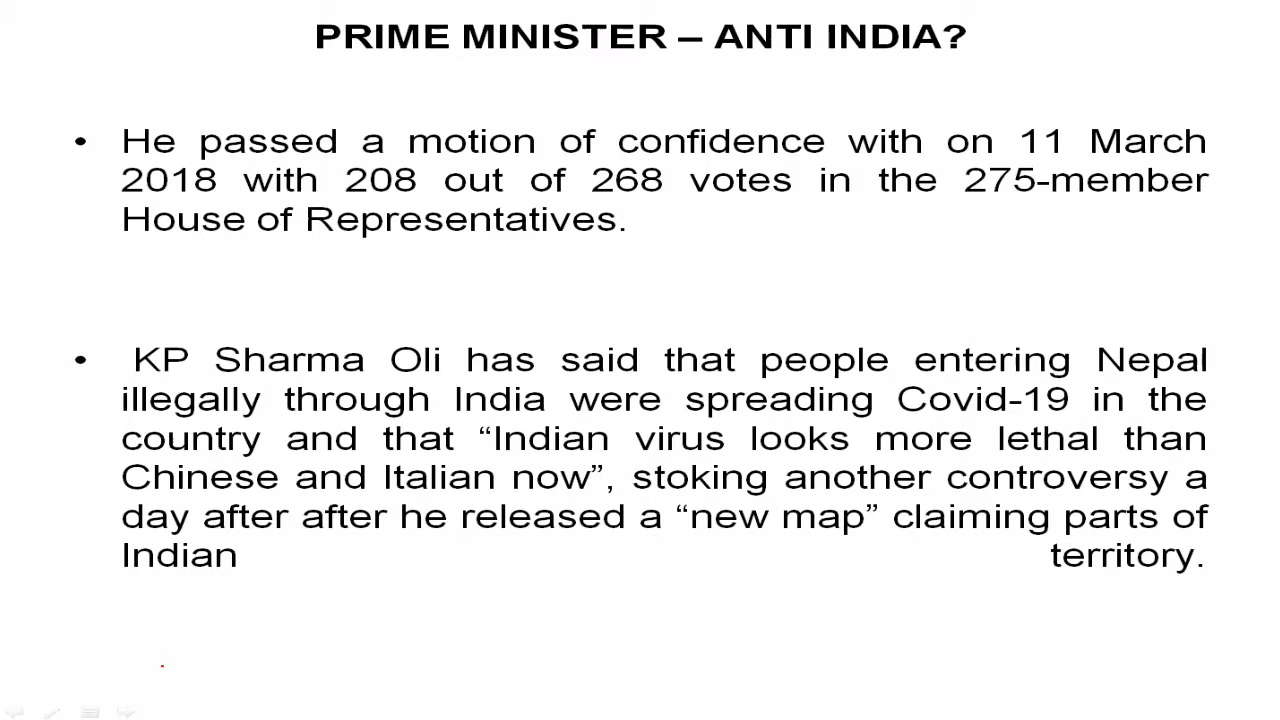 PRIME MINISTER – ANTI INDIA?
• He passed a motion of confidence with on 11 March
2018 with 208 out of 268 votes in the 275-member
House of Representatives.
• KP Sharma Oli has said that people entering Nepal
illegally through India were spreading Covid-19 in the
country and that “Indian virus looks more lethal than
Chinese and Italian now”, stoking another controversy a
day after after he released a “new map” claiming parts of
Indian territory.